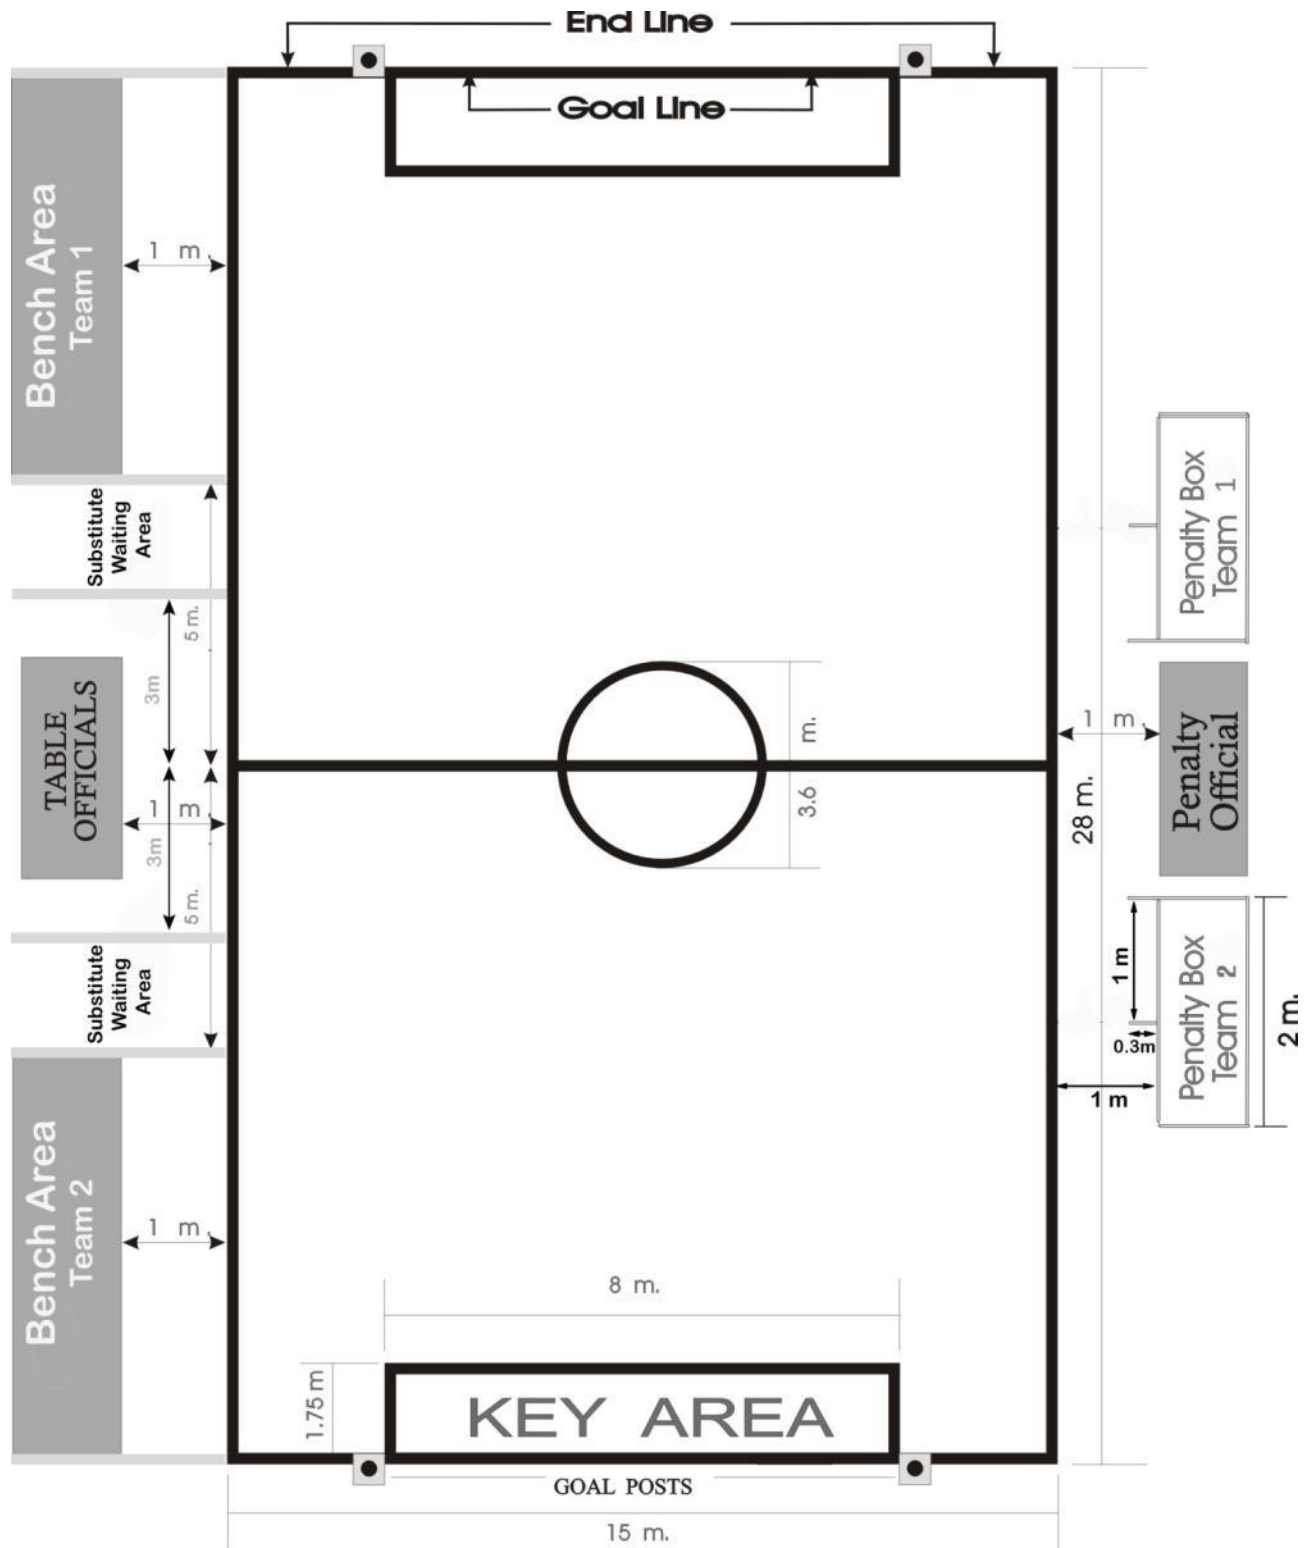 End Line
Goal Line
Bench Area
Team 1
1 m.
Substitute
Waiting
Area
5 m.
3m
TABLE
OFFICIALS
1 m.
3m
5 m.
Substitute
Waiting
Area
Bench Area
Team 2
1 m.
m.
3.6
Penalty Box
Team 1
1 m.
Penalty
Official
28 m.
1 m
0.3m
1 m
Penalty Box
Team 2
2 m.
8 m.
1.75 m
KEY AREA
GOAL POSTS
15 m.